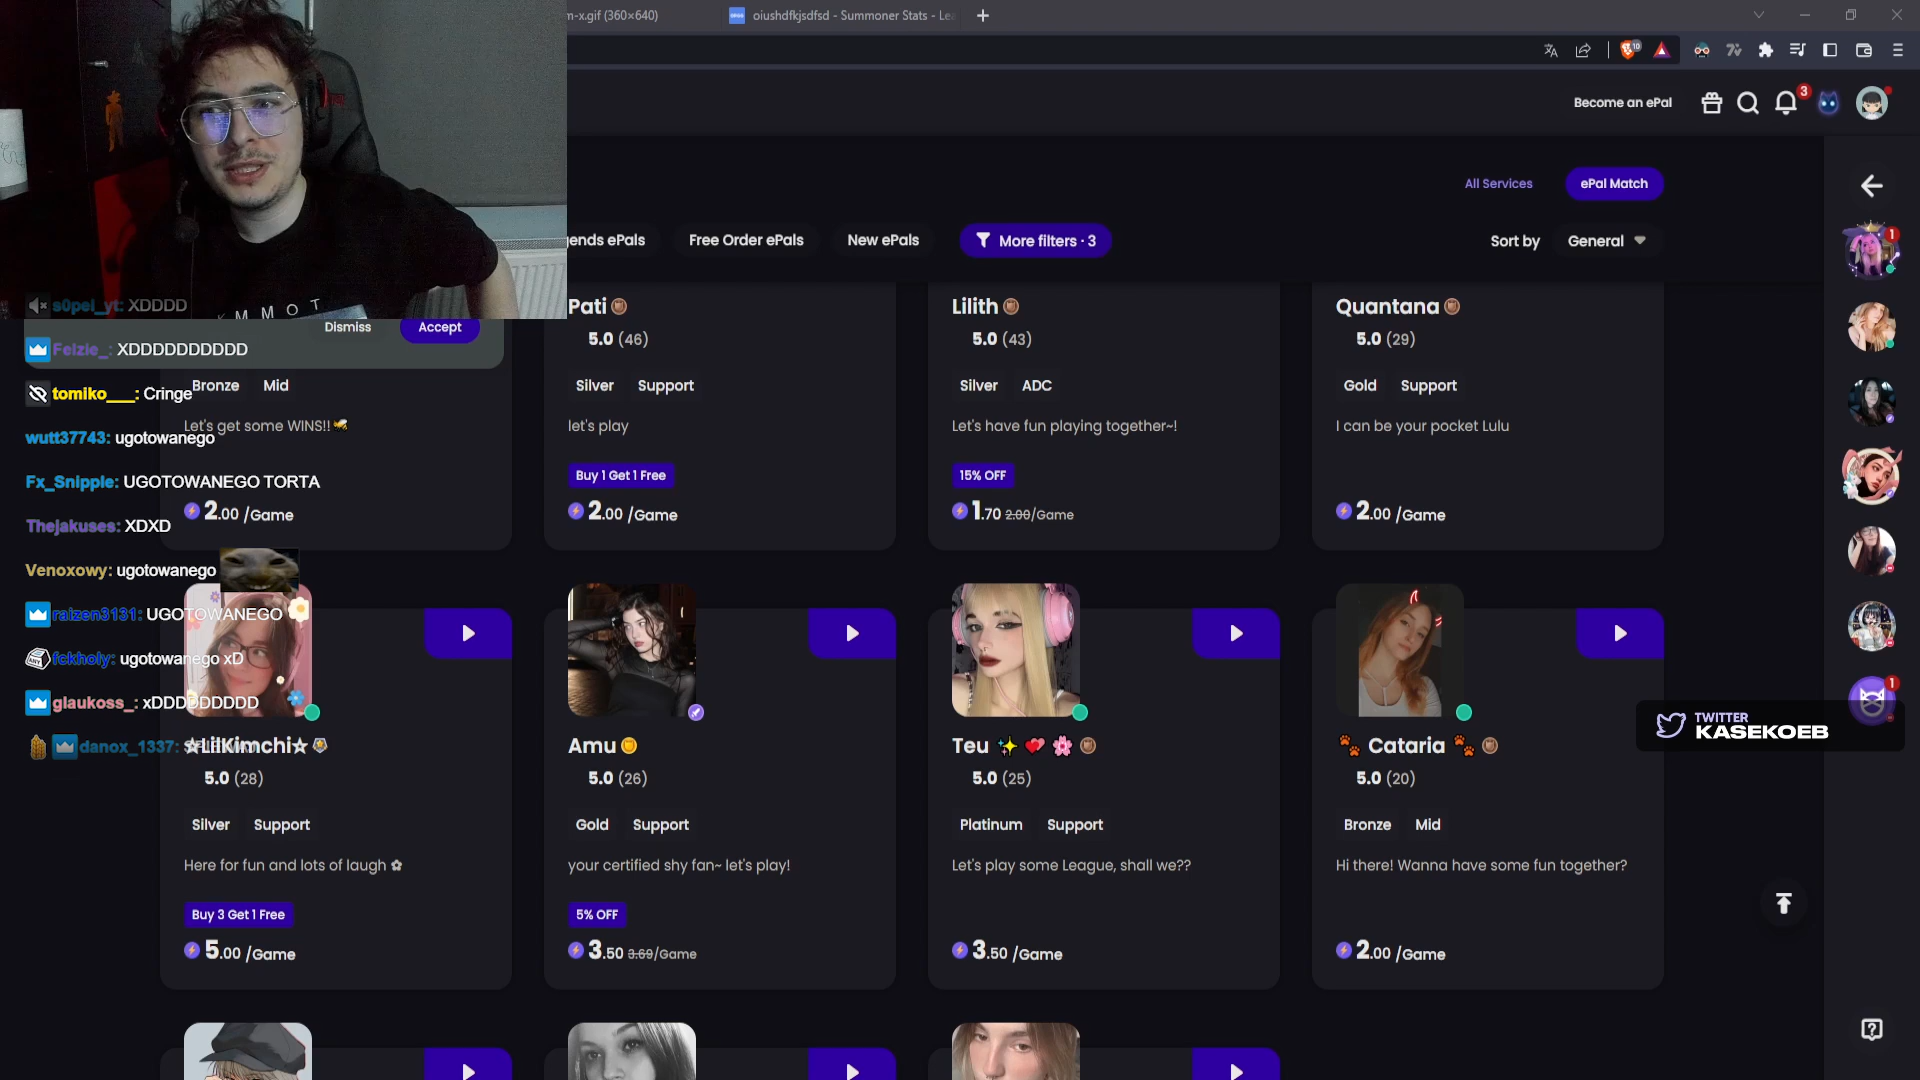 m-x.gif (360×640)
oiushdfkjsdfsd - Summoner Stats - Lea
Become an ePal
3
All Services
ePal Match
gends ePals
Free Order ePals
New ePals
More filters · 3
Sort by
General
s0pel_yt: XDDDD
Dismiss
Accept
Felzie_: XDDDDDDDDDD
tomiko___: Cringe
wutt37743: ugotowanego
Fx_Snipple: UGOTOWANEGO TORTA
Thejakuses: XDXD
Venoxowy: ugotowanego
raizen3131: UGOTOWANEGO
fckholy: ugotowanego xD
glaukoss_: xDDDDDDDDD
danox_1337:
Bronze
Mid
Let's get some WINS!!
2.00 /Game
Pati
5.0 (46)
Silver
Support
let's play
Buy 1 Get 1 Free
2.00 /Game
Lilith
5.0 (43)
Silver
ADC
Let's have fun playing together~!
15% OFF
1.70 2.00/Game
Quantana
5.0 (29)
Gold
Support
I can be your pocket Lulu
2.00 /Game
☆lilKimchi☆
5.0 (28)
Silver
Support
Here for fun and lots of laugh ✿
Buy 3 Get 1 Free
5.00 /Game
Amu
5.0 (26)
Gold
Support
your certified shy fan~ let's play!
5% OFF
3.50 3.69/Game
Teu ✨ ❤️ 🌸
5.0 (25)
Platinum
Support
Let's play some League, shall we??
3.50 /Game
🐾 Cataria 🐾
5.0 (20)
Bronze
Mid
Hi there! Wanna have some fun together?
2.00 /Game
1
1
TWITTER
KASEKOEB